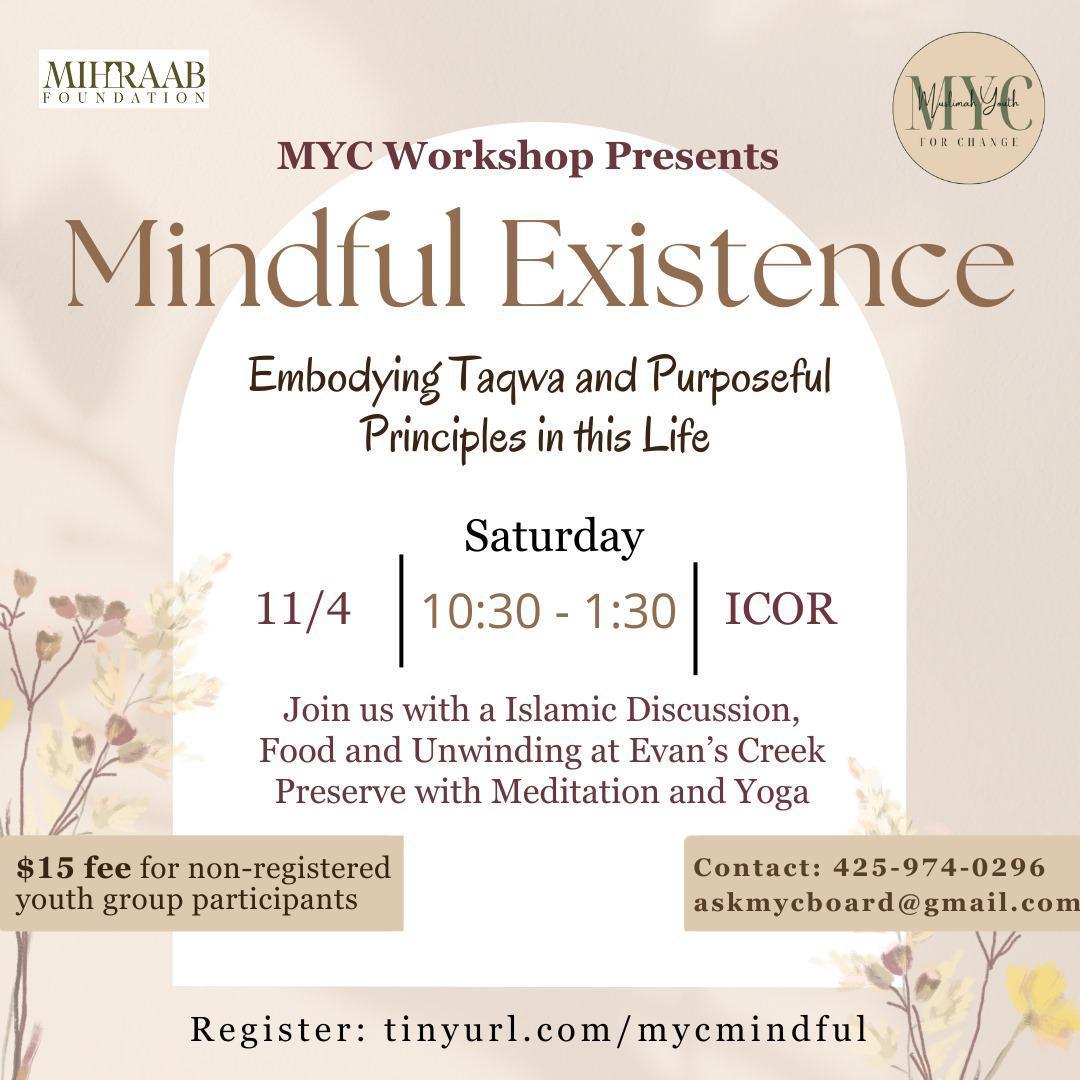 MIHRAAB
FOUNDATION
MYC
Muslimah Youth
FOR CHANGE
MYC Workshop Presents
Mindful Existence
Embodying Taqwa and Purposeful
Principles in this Life
Saturday
11/4 | 10:30 - 1:30 | ICOR
Join us with a Islamic Discussion,
Food and Unwinding at Evan's Creek
Preserve with Meditation and Yoga
$15 fee for non-registered
youth group participants
Contact: 425-974-0296
askmycboard@gmail.com
Register: tinyurl.com/mycmindful